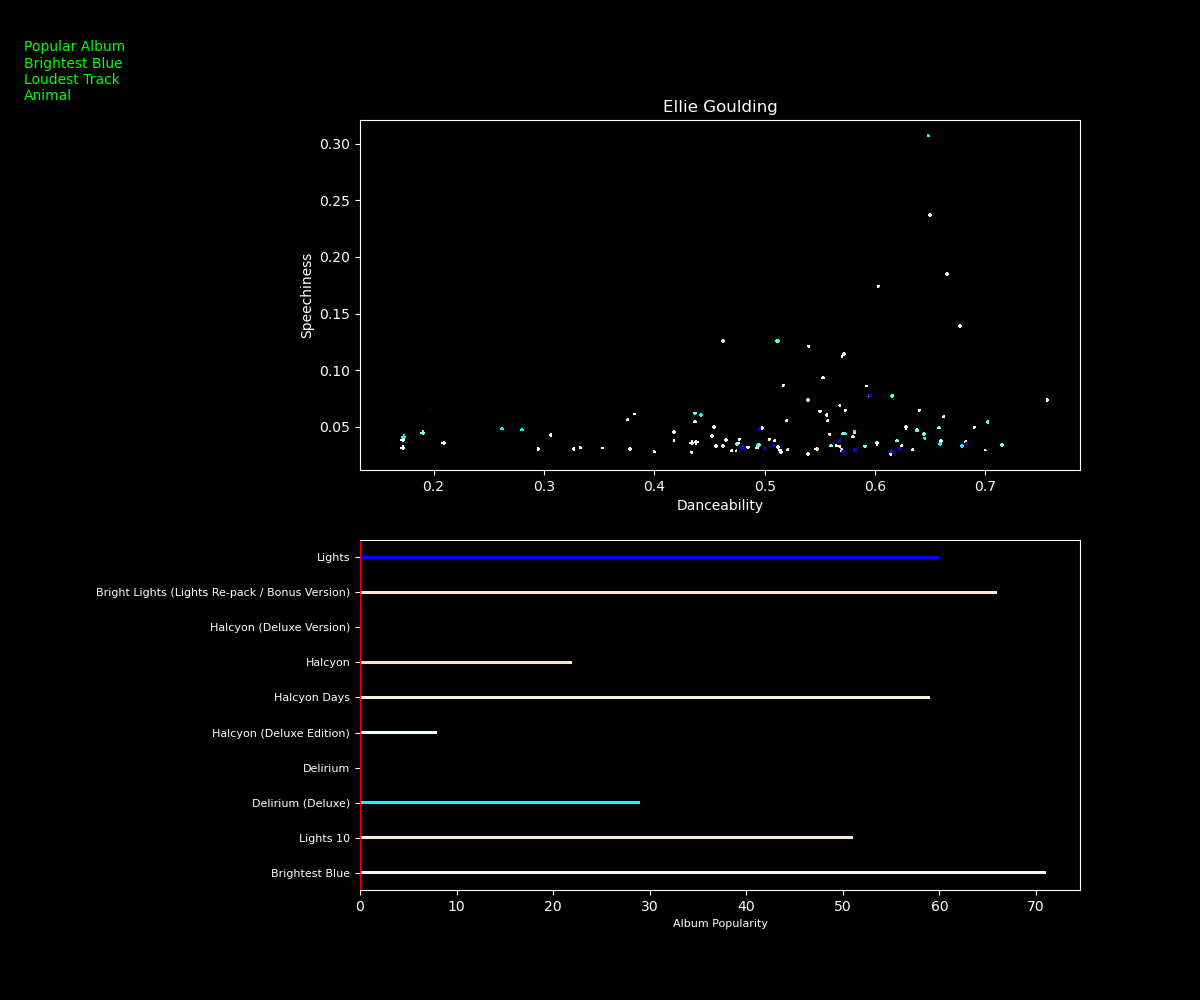 Popular Album
Brightest Blue
Loudest Track
Animal
Ellie Goulding
0.30
0.25
0.20
0.15
0.10
0.05
Speechiness
0.2 0.3 0.4 0.5 0.6 0.7
Danceability
Lights
Bright Lights (Lights Re-pack / Bonus Version)
Halcyon (Deluxe Version)
Halcyon
Halcyon Days
Halcyon (Deluxe Edition)
Delirium
Delirium (Deluxe)
Lights 10
Brightest Blue
0 10 20 30 40 50 60 70
Album Popularity